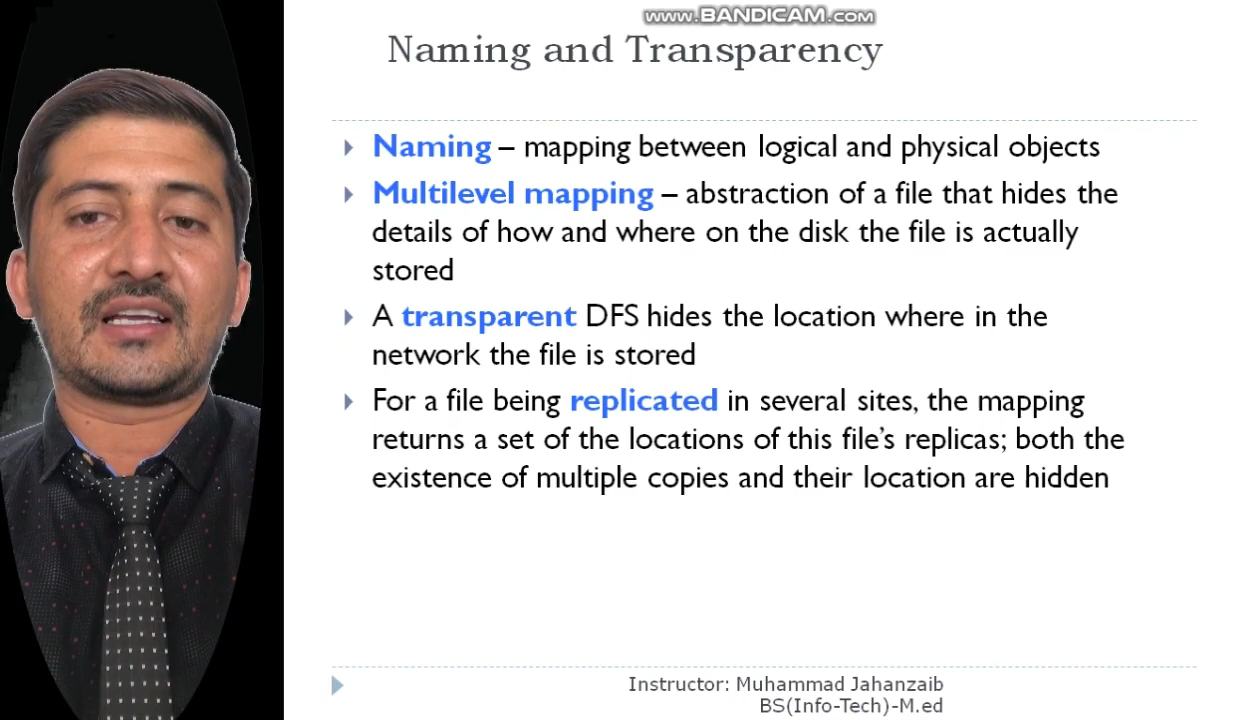 www.BANDICAM.com
Naming and Transparency
Naming – mapping between logical and physical objects
Multilevel mapping – abstraction of a file that hides the
details of how and where on the disk the file is actually
stored
A transparent DFS hides the location where in the
network the file is stored
For a file being replicated in several sites, the mapping
returns a set of the locations of this file’s replicas; both the
existence of multiple copies and their location are hidden
Instructor: Muhammad Jahanzaib
BS(Info-Tech)-M.ed